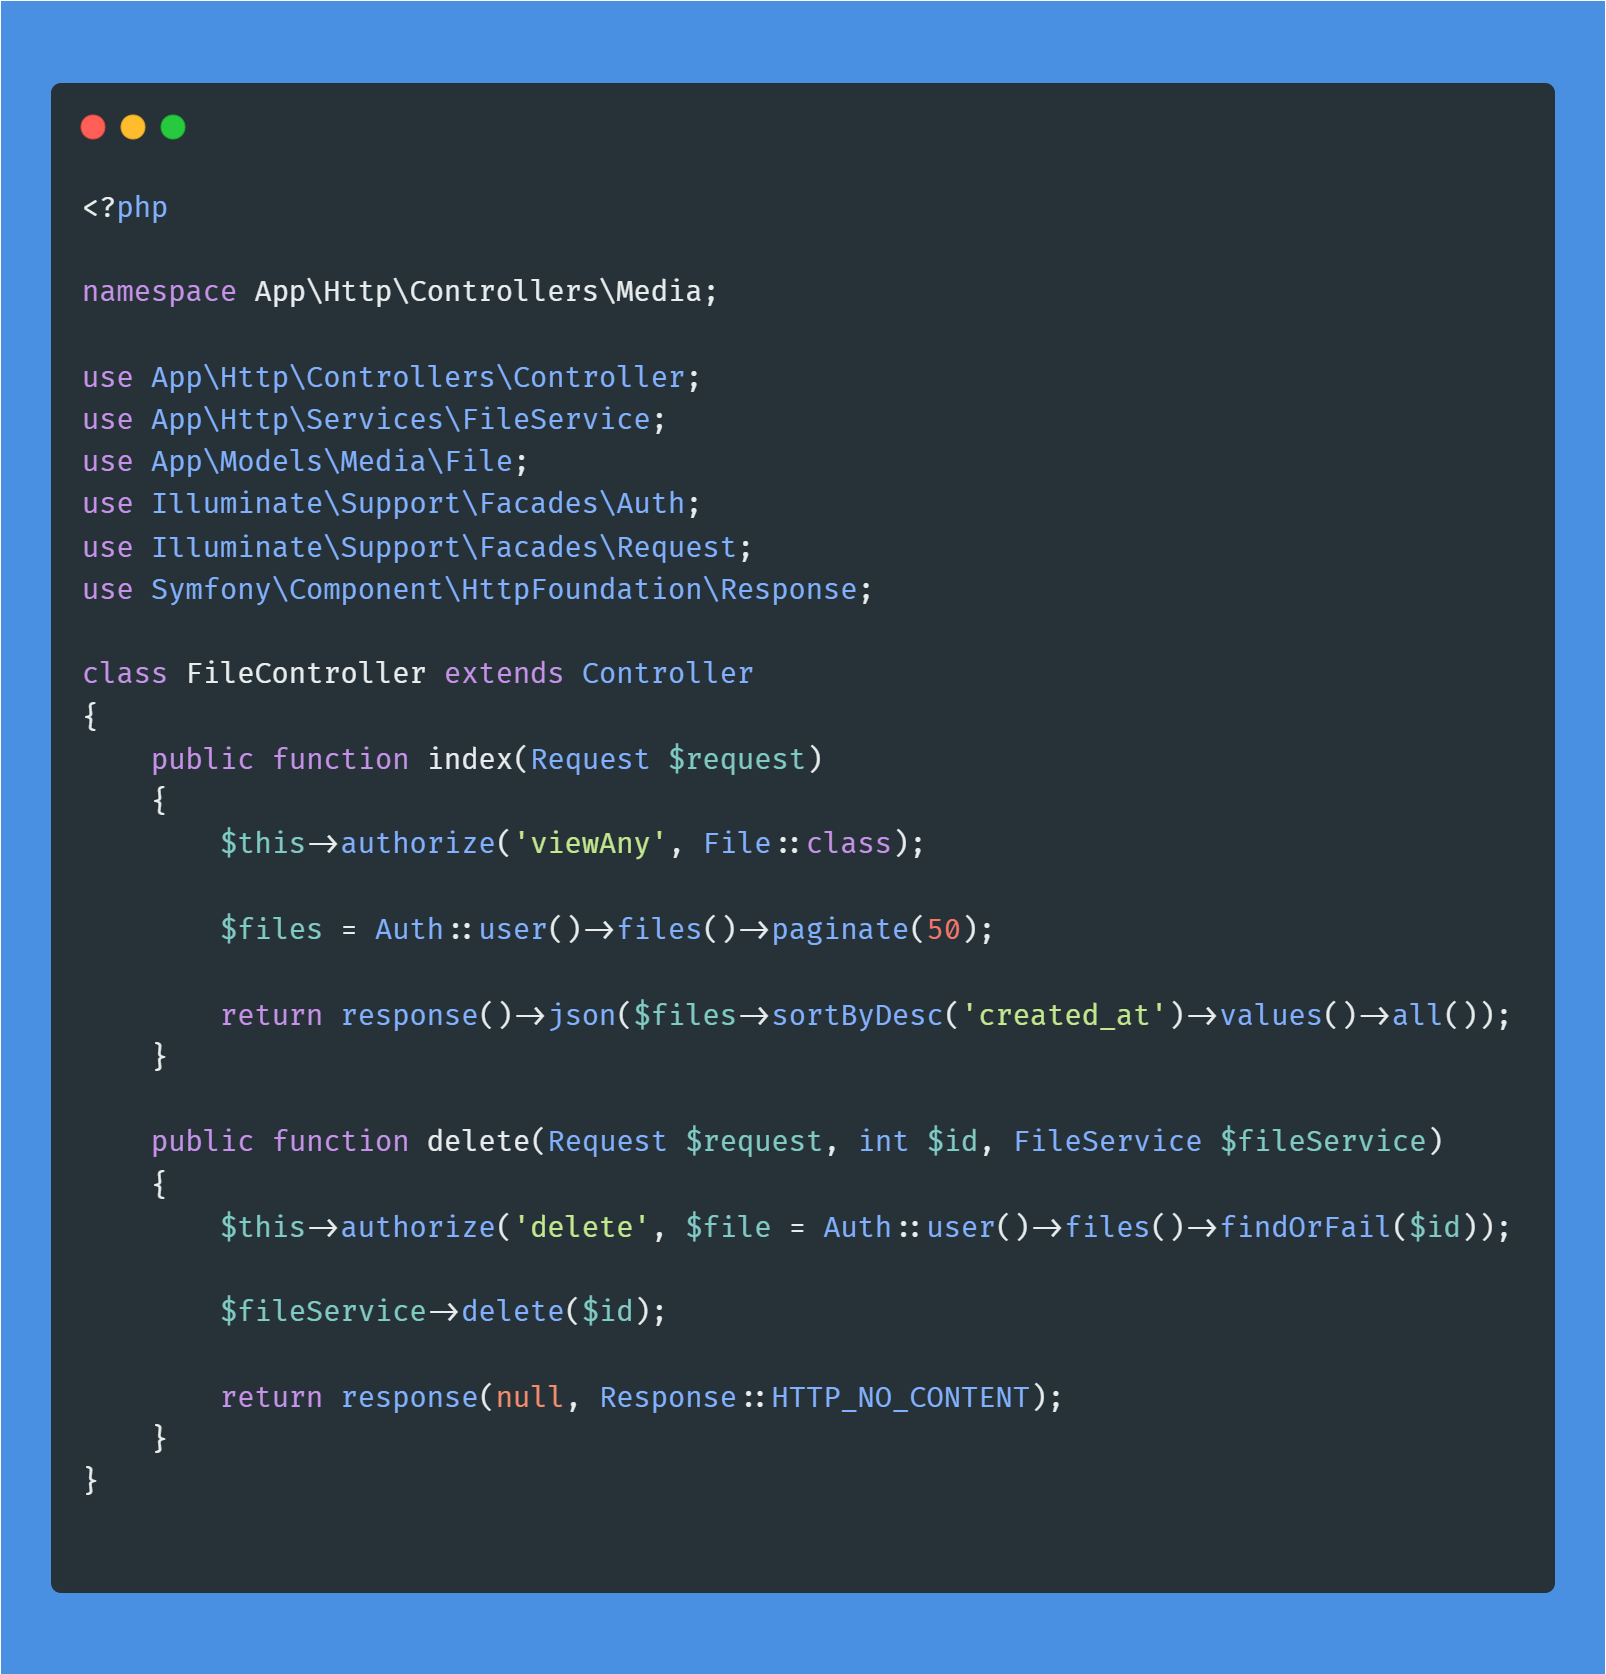 <?php
namespace App\Http\Controllers\Media;
use App\Http\Controllers\Controller;
use App\Http\Services\FileService;
use App\Models\Media\File;
use Illuminate\Support\Facades\Auth;
use Illuminate\Support\Facades\Request;
use Symfony\Component\HttpFoundation\Response;
class FileController extends Controller
{
    public function index(Request $request)
    {
        $this->authorize('viewAny', File::class);
        $files = Auth::user()->files()->paginate(50);
        return response()->json($files->sortByDesc('created_at')->values()->all());
    }
    public function delete(Request $request, int $id, FileService $fileService)
    {
        $this->authorize('delete', $file = Auth::user()->files()->findOrFail($id));
        $fileService->delete($id);
        return response(null, Response::HTTP_NO_CONTENT);
    }
}